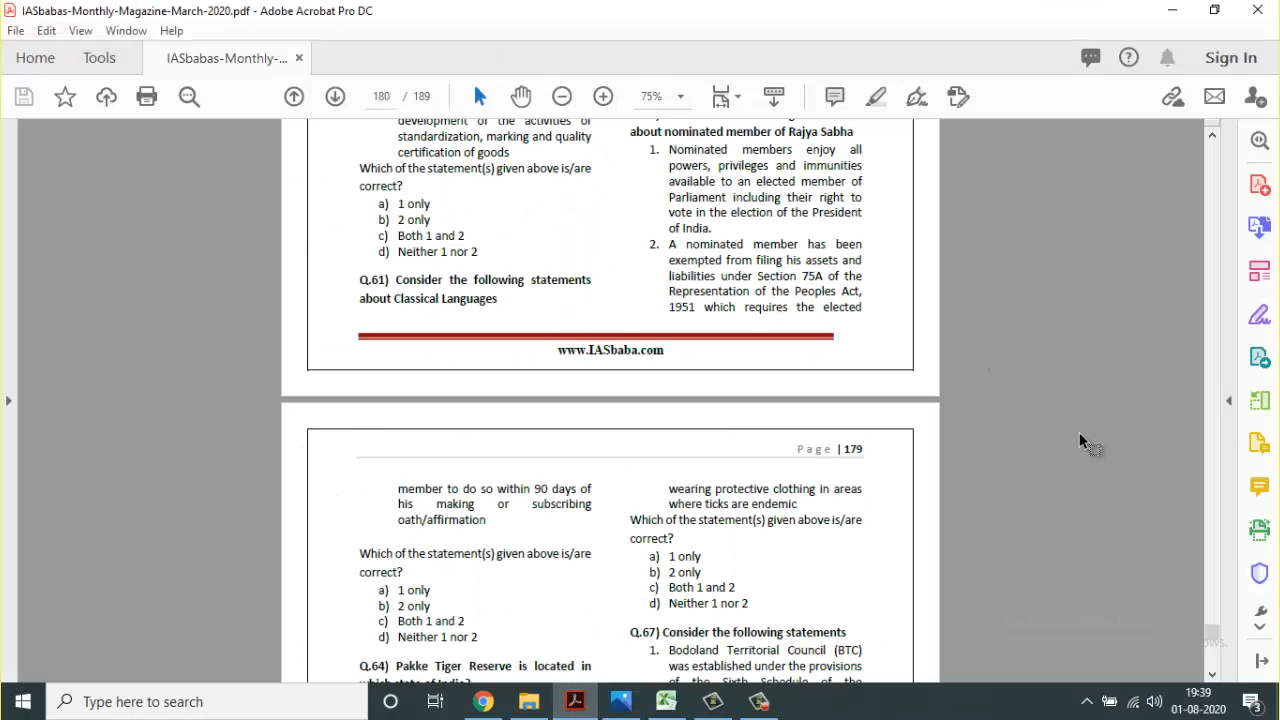 IASbabas-Monthly-Magazine-March-2020.pdf - Adobe Acrobat Pro DC
File Edit View Window Help
Home Tools IASbabas-Monthly-... × Sign In
180 / 189 75%
development of the activities of
standardization, marking and quality
certification of goods
Which of the statement(s) given above is/are
correct?
a) 1 only
b) 2 only
c) Both 1 and 2
d) Neither 1 nor 2
Q.61) Consider the following statements
about Classical Languages
about nominated member of Rajya Sabha
1. Nominated members enjoy all
powers, privileges and immunities
available to an elected member of
Parliament including their right to
vote in the election of the President
of India.
2. A nominated member has been
exempted from filing his assets and
liabilities under Section 75A of the
Representation of the Peoples Act,
1951 which requires the elected
www.IASbaba.com
Page | 179
member to do so within 90 days of
his making or subscribing
oath/affirmation
Which of the statement(s) given above is/are
correct?
a) 1 only
b) 2 only
c) Both 1 and 2
d) Neither 1 nor 2
Q.64) Pakke Tiger Reserve is located in
which state of India?
wearing protective clothing in areas
where ticks are endemic
Which of the statement(s) given above is/are
correct?
a) 1 only
b) 2 only
c) Both 1 and 2
d) Neither 1 nor 2
Q.67) Consider the following statements
1. Bodoland Territorial Council (BTC)
was established under the provisions
of the Sixth Schedule of the
Type here to search
19:39
01-08-2020
3